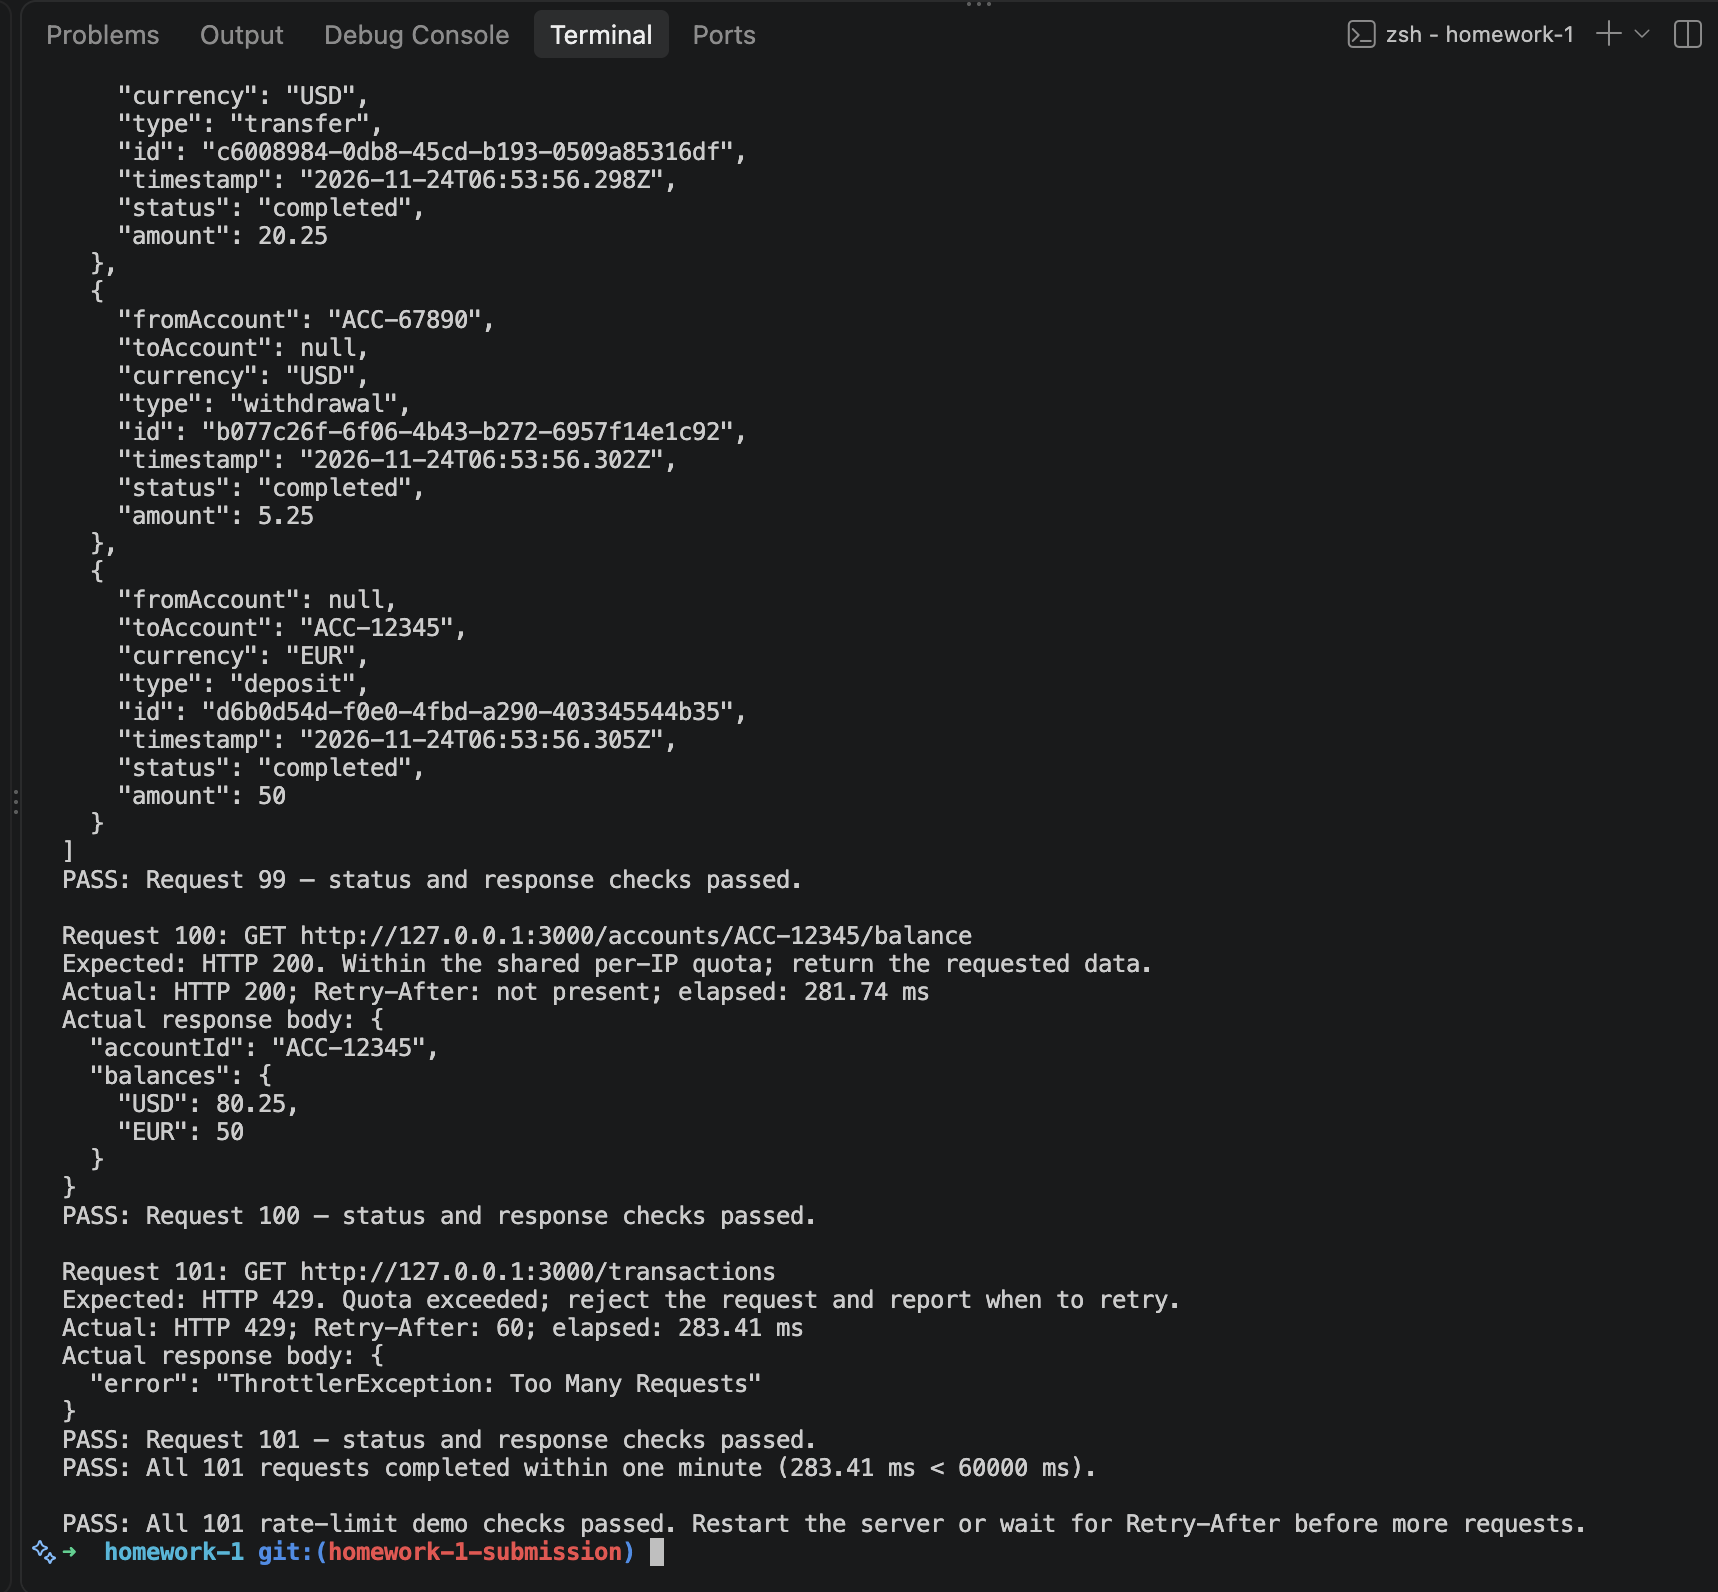 Problems Output Debug Console Terminal Ports zsh - homework-1
"currency": "USD",
"type": "transfer",
"id": "c6008984-0db8-45cd-b193-0509a85316df",
"timestamp": "2026-11-24T06:53:56.298Z",
"status": "completed",
"amount": 20.25
},
{
"fromAccount": "ACC-67890",
"toAccount": null,
"currency": "USD",
"type": "withdrawal",
"id": "b077c26f-6f06-4b43-b272-6957f14e1c92",
"timestamp": "2026-11-24T06:53:56.302Z",
"status": "completed",
"amount": 5.25
},
{
"fromAccount": null,
"toAccount": "ACC-12345",
"currency": "EUR",
"type": "deposit",
"id": "d6b0d54d-f0e0-4fbd-a290-403345544b35",
"timestamp": "2026-11-24T06:53:56.305Z",
"status": "completed",
"amount": 50
}
]
PASS: Request 99 — status and response checks passed.
Request 100: GET http://127.0.0.1:3000/accounts/ACC-12345/balance
Expected: HTTP 200. Within the shared per-IP quota; return the requested data.
Actual: HTTP 200; Retry-After: not present; elapsed: 281.74 ms
Actual response body: {
"accountId": "ACC-12345",
"balances": {
"USD": 80.25,
"EUR": 50
}
}
PASS: Request 100 — status and response checks passed.
Request 101: GET http://127.0.0.1:3000/transactions
Expected: HTTP 429. Quota exceeded; reject the request and report when to retry.
Actual: HTTP 429; Retry-After: 60; elapsed: 283.41 ms
Actual response body: {
"error": "ThrottlerException: Too Many Requests"
}
PASS: Request 101 — status and response checks passed.
PASS: All 101 requests completed within one minute (283.41 ms < 60000 ms).
PASS: All 101 rate-limit demo checks passed. Restart the server or wait for Retry-After before more requests.
➜ homework-1 git:(homework-1-submission)